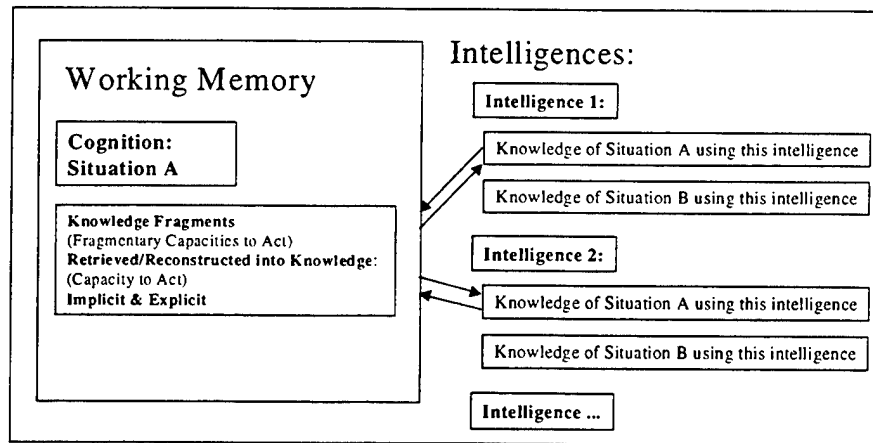 Working Memory
Cognition:
Situation A
Knowledge Fragments
(Fragmentary Capacities to Act)
Retrieved/Reconstructed into Knowledge:
(Capacity to Act)
Implicit & Explicit
Intelligences:
Intelligence 1:
Knowledge of Situation A using this intelligence
Knowledge of Situation B using this intelligence
Intelligence 2:
Knowledge of Situation A using this intelligence
Knowledge of Situation B using this intelligence
Intelligence ...